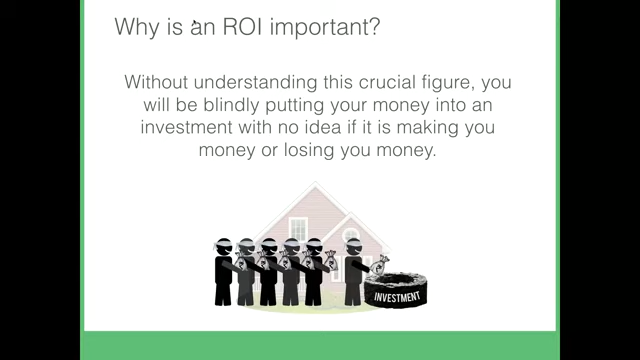 Why is an ROI important?
Without understanding this crucial figure, you
will be blindly putting your money into an
investment with no idea if it is making you
money or losing you money.
INVESTMENT